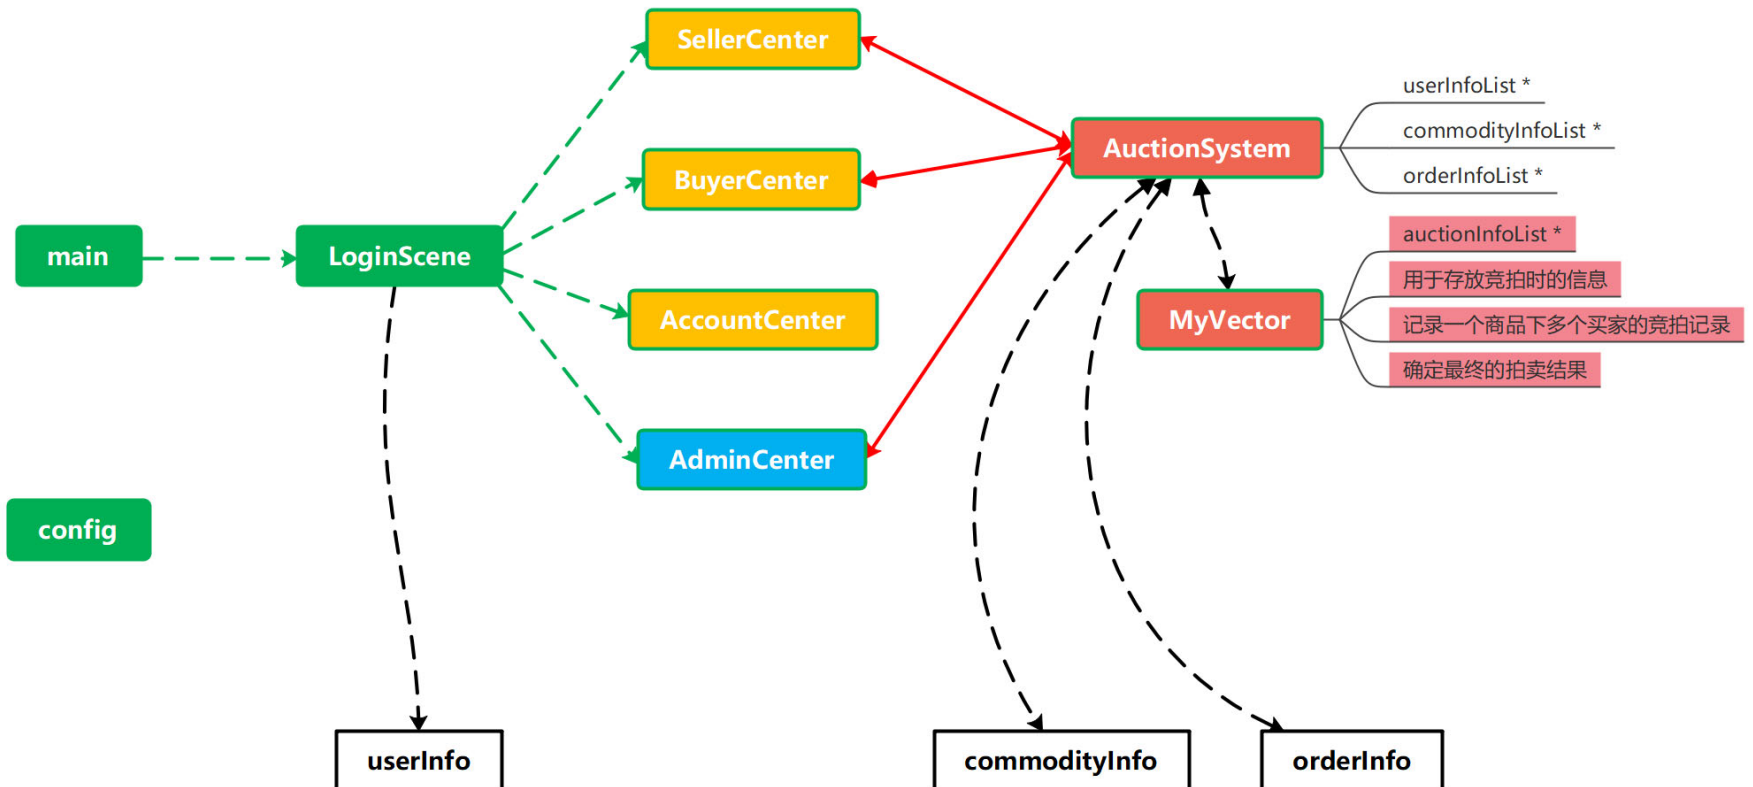 SellerCenter
userInfoList *
AuctionSystem
commodityInfoList *
BuyerCenter
orderInfoList *
main
LoginScene
auctionInfoList *
用于存放竞拍时的信息
AccountCenter
MyVector
记录一个商品下多个买家的竞拍记录
确定最终的拍卖结果
AdminCenter
config
userInfo
commodityInfo
orderInfo